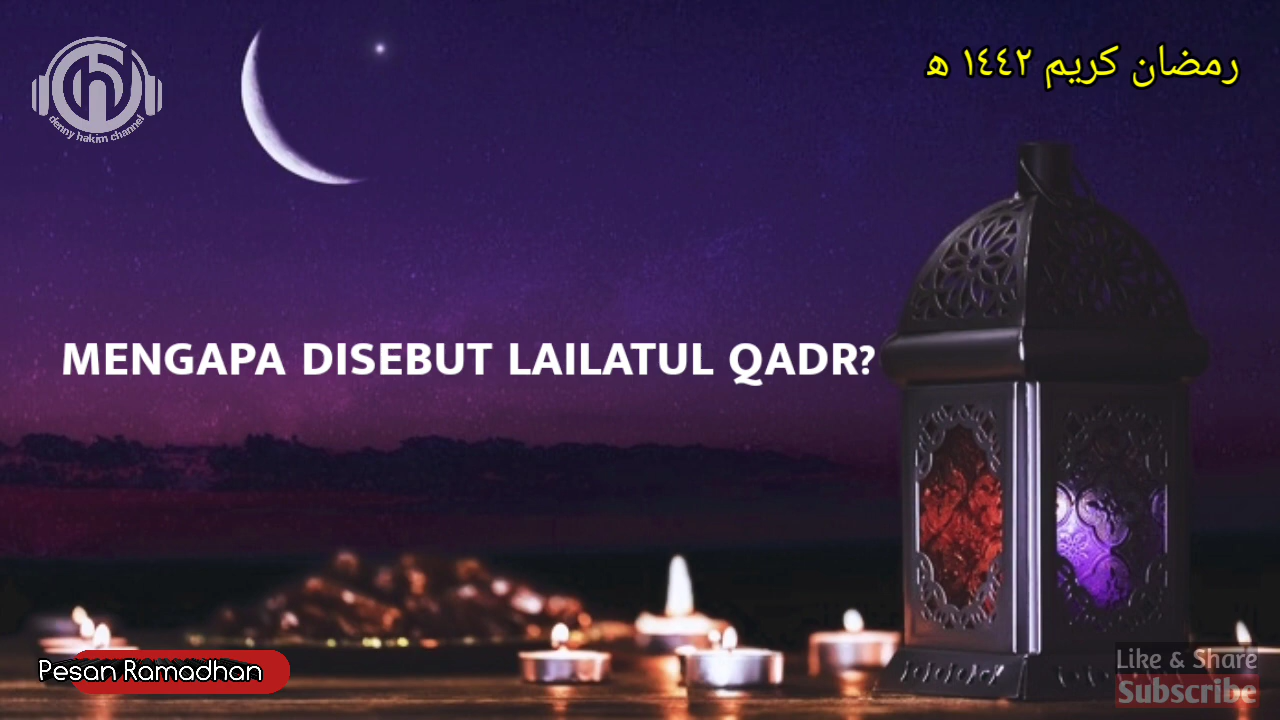 denny hakim channel
رمضان كريم ١٤٤٢ ه
MENGAPA DISEBUT LAILATUL QADR?
Pesan Ramadhan
Like & Share
Subscribe